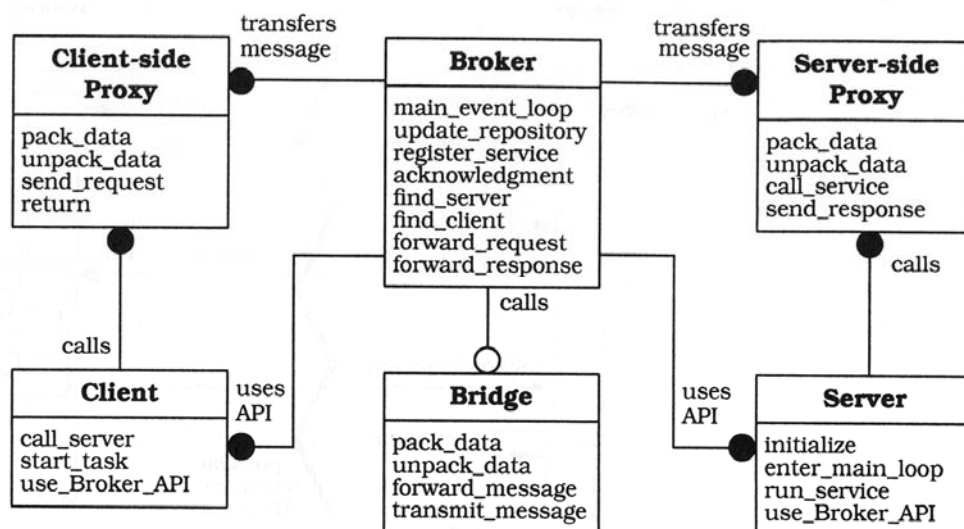 transfers
message
Client-side
Proxy
pack_data
unpack_data
send_request
return
Broker
main_event_loop
update_repository
register_service
acknowledgment
find_server
find_client
forward_request
forward_response
transfers
message
Server-side
Proxy
pack_data
unpack_data
call_service
send_response
calls
calls
calls
Client
call_server
start_task
use_Broker_API
uses
API
Bridge
pack_data
unpack_data
forward_message
transmit_message
uses
API
Server
initialize
enter_main_loop
run_service
use_Broker_API